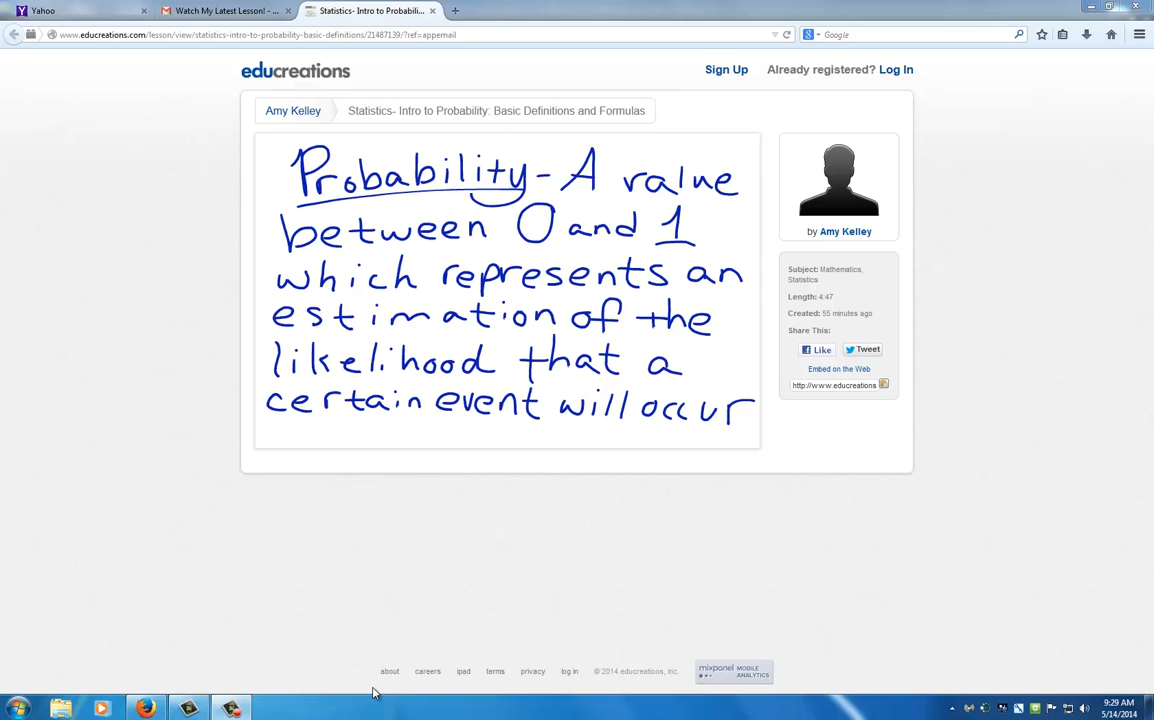 Yahoo
Watch My Latest Lesson! - ...
Statistics- Intro to Probabili...
www.educreations.com/lesson/view/statistics-intro-to-probability-basic-definitions/21487139/?ref=appemail
Google
educreations
Sign Up
Already registered? Log In
Amy Kelley
Statistics- Intro to Probability: Basic Definitions and Formulas
Probability - A value
between 0 and 1
which represents an
estimation of the
likelihood that a
certain event will occur
by Amy Kelley
Subject: Mathematics,
Statistics
Length: 4:47
Created: 55 minutes ago
Share This:
Like
Tweet
Embed on the Web
http://www.educreations
about careers ipad terms privacy log in © 2014 educreations, inc.
mixpanel MOBILE
ANALYTICS
9:29 AM
5/14/2014